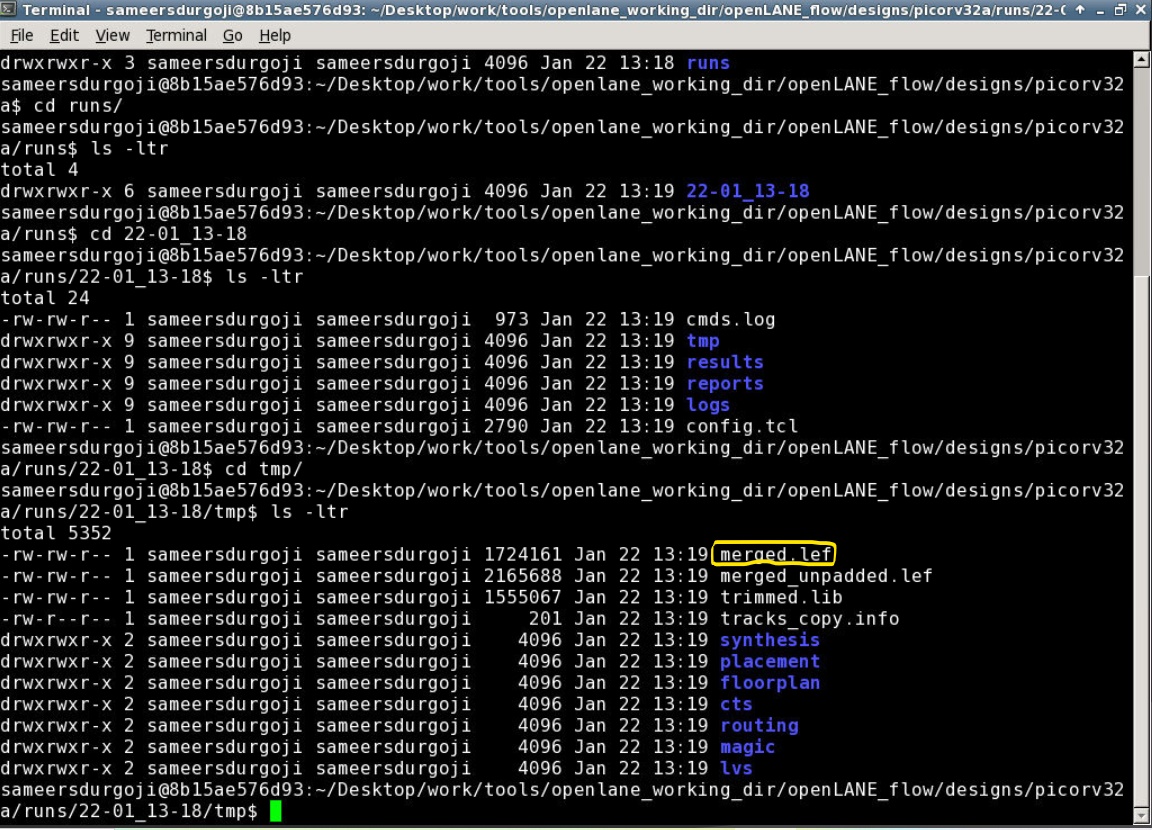 Terminal - sameersdurgoji@8b15ae576d93: ~/Desktop/work/tools/openlane_working_dir/openLANE_flow/designs/picorv32a/runs/22-
File Edit View Terminal Go Help
drwxrwxr-x 3 sameersdurgoji sameersdurgoji 4096 Jan 22 13:18 runs
sameersdurgoji@8b15ae576d93:~/Desktop/work/tools/openlane_working_dir/openLANE_flow/designs/picorv32
a$ cd runs/
sameersdurgoji@8b15ae576d93:~/Desktop/work/tools/openlane_working_dir/openLANE_flow/designs/picorv32
a/runs$ ls -ltr
total 4
drwxrwxr-x 6 sameersdurgoji sameersdurgoji 4096 Jan 22 13:19 22-01_13-18
sameersdurgoji@8b15ae576d93:~/Desktop/work/tools/openlane_working_dir/openLANE_flow/designs/picorv32
a/runs$ cd 22-01_13-18
sameersdurgoji@8b15ae576d93:~/Desktop/work/tools/openlane_working_dir/openLANE_flow/designs/picorv32
a/runs/22-01_13-18$ ls -ltr
total 24
-rw-rw-r-- 1 sameersdurgoji sameersdurgoji  973 Jan 22 13:19 cmds.log
drwxrwxr-x 9 sameersdurgoji sameersdurgoji 4096 Jan 22 13:19 tmp
drwxrwxr-x 9 sameersdurgoji sameersdurgoji 4096 Jan 22 13:19 results
drwxrwxr-x 9 sameersdurgoji sameersdurgoji 4096 Jan 22 13:19 reports
drwxrwxr-x 9 sameersdurgoji sameersdurgoji 4096 Jan 22 13:19 logs
-rw-rw-r-- 1 sameersdurgoji sameersdurgoji 2790 Jan 22 13:19 config.tcl
sameersdurgoji@8b15ae576d93:~/Desktop/work/tools/openlane_working_dir/openLANE_flow/designs/picorv32
a/runs/22-01_13-18$ cd tmp/
sameersdurgoji@8b15ae576d93:~/Desktop/work/tools/openlane_working_dir/openLANE_flow/designs/picorv32
a/runs/22-01_13-18/tmp$ ls -ltr
total 5352
-rw-rw-r-- 1 sameersdurgoji sameersdurgoji 1724161 Jan 22 13:19 merged.lef
-rw-rw-r-- 1 sameersdurgoji sameersdurgoji 2165688 Jan 22 13:19 merged_unpadded.lef
-rw-rw-r-- 1 sameersdurgoji sameersdurgoji 1555067 Jan 22 13:19 trimmed.lib
-rw-r--r-- 1 sameersdurgoji sameersdurgoji     201 Jan 22 13:19 tracks_copy.info
drwxrwxr-x 2 sameersdurgoji sameersdurgoji    4096 Jan 22 13:19 synthesis
drwxrwxr-x 2 sameersdurgoji sameersdurgoji    4096 Jan 22 13:19 placement
drwxrwxr-x 2 sameersdurgoji sameersdurgoji    4096 Jan 22 13:19 floorplan
drwxrwxr-x 2 sameersdurgoji sameersdurgoji    4096 Jan 22 13:19 cts
drwxrwxr-x 2 sameersdurgoji sameersdurgoji    4096 Jan 22 13:19 routing
drwxrwxr-x 2 sameersdurgoji sameersdurgoji    4096 Jan 22 13:19 magic
drwxrwxr-x 2 sameersdurgoji sameersdurgoji    4096 Jan 22 13:19 lvs
sameersdurgoji@8b15ae576d93:~/Desktop/work/tools/openlane_working_dir/openLANE_flow/designs/picorv32
a/runs/22-01_13-18/tmp$